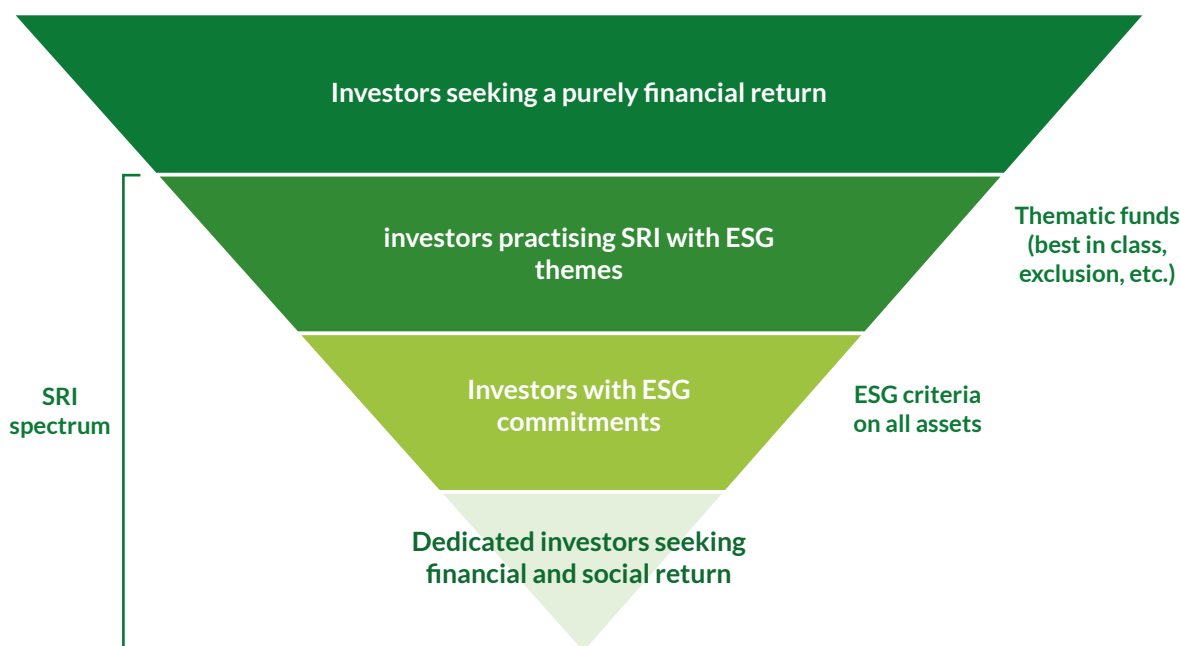 Investors seeking a purely financial return
investors practising SRI with ESG
themes
Thematic funds
(best in class,
exclusion, etc.)
SRI
spectrum
Investors with ESG
commitments
ESG criteria
on all assets
Dedicated investors seeking
financial and social return